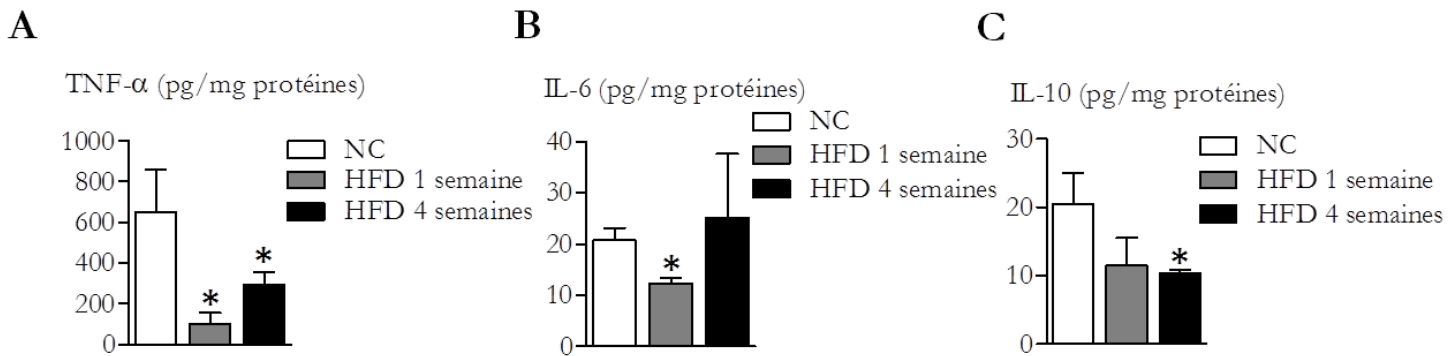 A
TNF-α (pg/mg protéines)
1000
800
600
400
200
0
NC
HFD 1 semaine
HFD 4 semaines
*
*
B
IL-6 (pg/mg protéines)
40
30
20
10
0
NC
HFD 1 semaine
HFD 4 semaines
*
C
IL-10 (pg/mg protéines)
30
20
10
0
NC
HFD 1 semaine
HFD 4 semaines
*